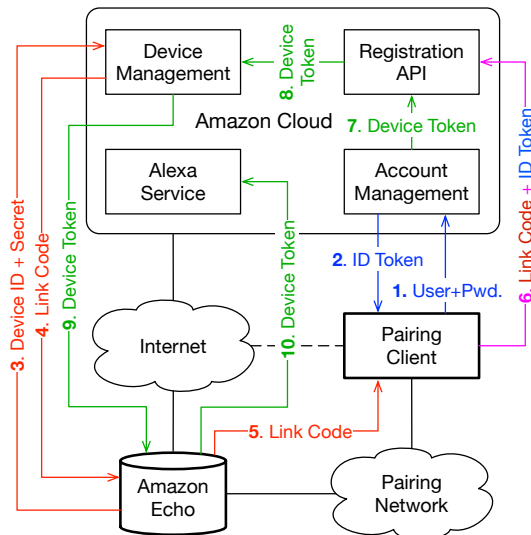 Device
Management
Registration
API
8. Device
Token
Amazon Cloud
7. Device Token
Alexa
Service
Account
Management
2. ID Token
1. User+Pwd.
3. Device ID + Secret
4. Link Code
9. Device Token
10. Device Token
6. Link Code + ID Token
Internet
Pairing
Client
5. Link Code
Amazon
Echo
Pairing
Network